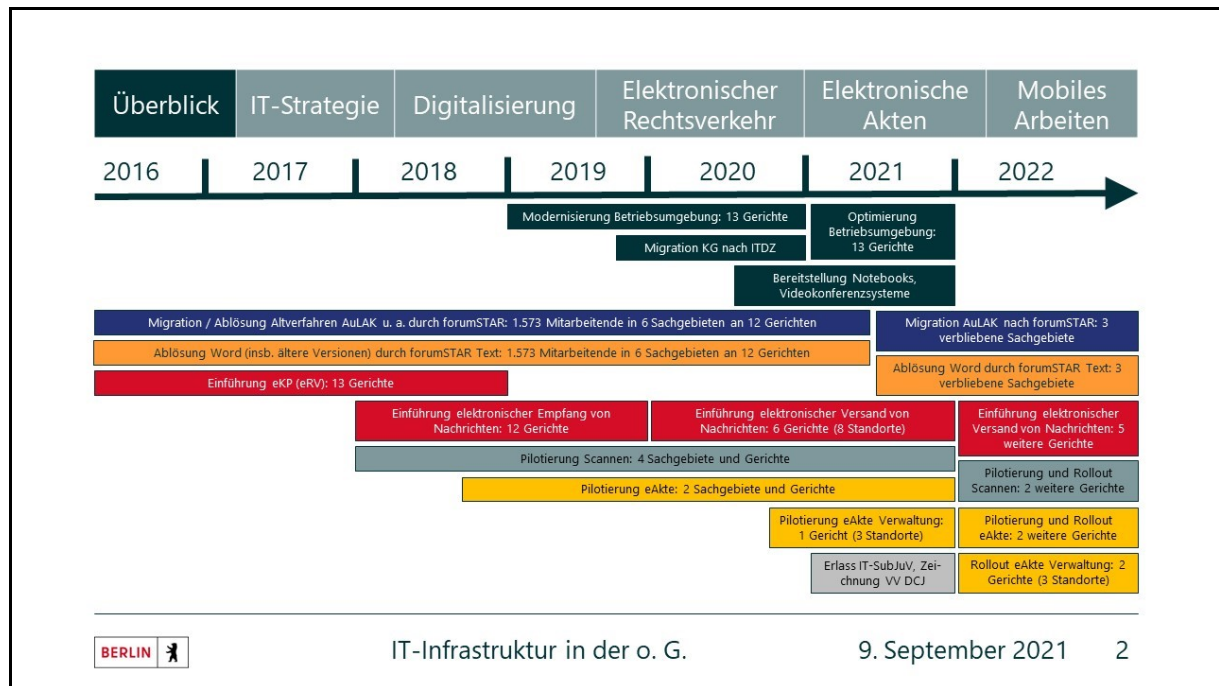 Überblick
IT-Strategie
Digitalisierung
Elektronischer
Rechtsverkehr
Elektronische
Akten
Mobiles
Arbeiten
2016
2017
2018
2019
2020
2021
2022
Modernisierung Betriebsumgebung: 13 Gerichte
Optimierung
Betriebsumgebung:
13 Gerichte
Migration KG nach ITDZ
Bereitstellung Notebooks,
Videokonferenzsysteme
Migration / Ablösung Altverfahren AuLAK u. a. durch forumSTAR: 1.573 Mitarbeitende in 6 Sachgebieten an 12 Gerichten
Migration AuLAK nach forumSTAR: 3
verbliebene Sachgebiete
Ablösung Word (insb. ältere Versionen) durch forumSTAR Text: 1.573 Mitarbeitende in 6 Sachgebieten an 12 Gerichten
Ablösung Word durch forumSTAR Text: 3
verbliebene Sachgebiete
Einführung eKP (eRV): 13 Gerichte
Einführung elektronischer Empfang von
Nachrichten: 12 Gerichte
Einführung elektronischer Versand von
Nachrichten: 6 Gerichte (8 Standorte)
Einführung elektronischer
Versand von Nachrichten: 5
weitere Gerichte
Pilotierung Scannen: 4 Sachgebiete und Gerichte
Pilotierung und Rollout
Scannen: 2 weitere Gerichte
Pilotierung eAkte: 2 Sachgebiete und Gerichte
Pilotierung eAkte Verwaltung:
1 Gericht (3 Standorte)
Pilotierung und Rollout
eAkte: 2 weitere Gerichte
Erlass IT-SubJuV, Zei-
chnung VV DCJ
Rollout eAkte Verwaltung: 2
Gerichte (3 Standorte)
BERLIN
IT-Infrastruktur in der o. G.
9. September 2021
2